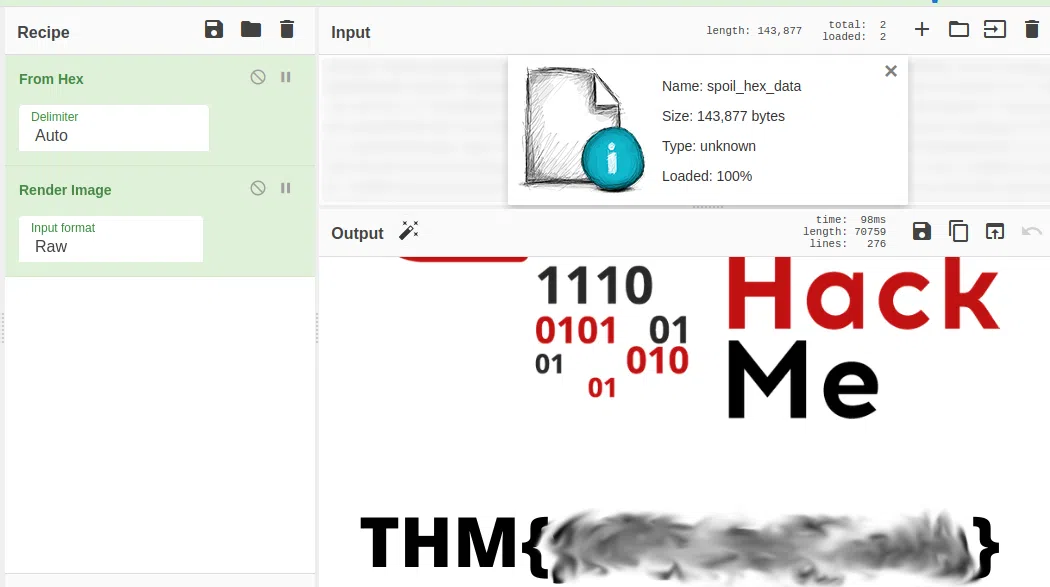 Recipe
From Hex
Delimiter
Auto
Render Image
Input format
Raw
Input
length: 143,877
total: 2
loaded: 2
Name: spoil_hex_data
Size: 143,877 bytes
Type: unknown
Loaded: 100%
Output
time: 98ms
length: 70759
lines: 276
1110
0101 01
01 010
01
Hack
Me
THM{ }